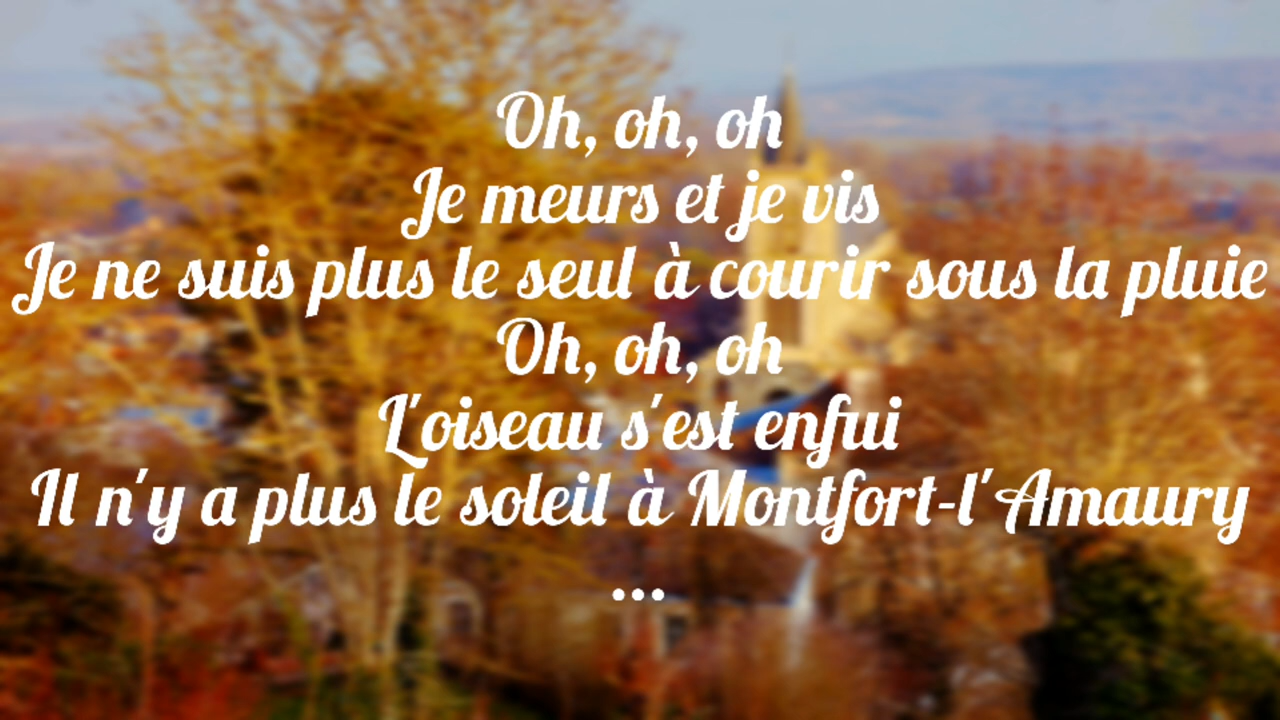 Oh, oh, oh
Je meurs et je vis
Je ne suis plus le seul à courir sous la pluie
Oh, oh, oh
L'oiseau s'est enfui
Il n'y a plus le soleil à Montfort-l'Amaury
...